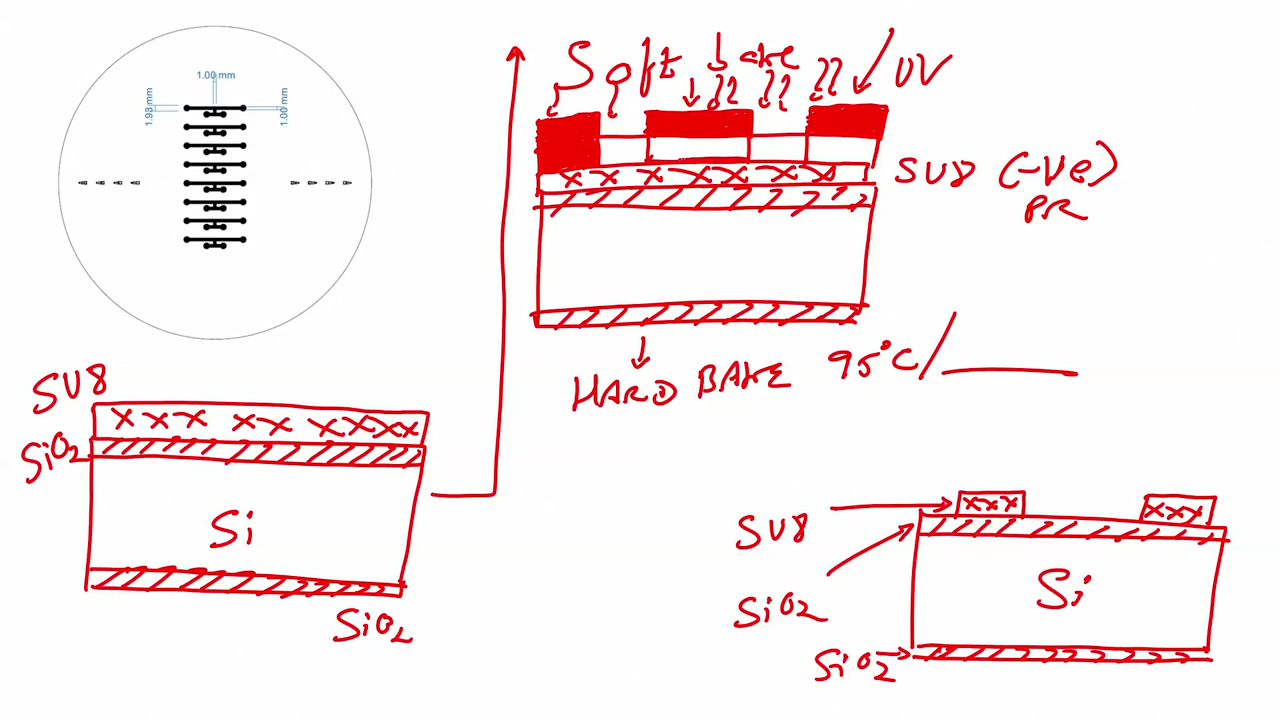 1.00 mm
1.93 mm
1.00 mm
Soft bake
UV
SU8 (-ve)
PR
HARD BAKE 95°C/
SU8
SiO2
Si
SiO2
SU8
SiO2
Si
SiO2